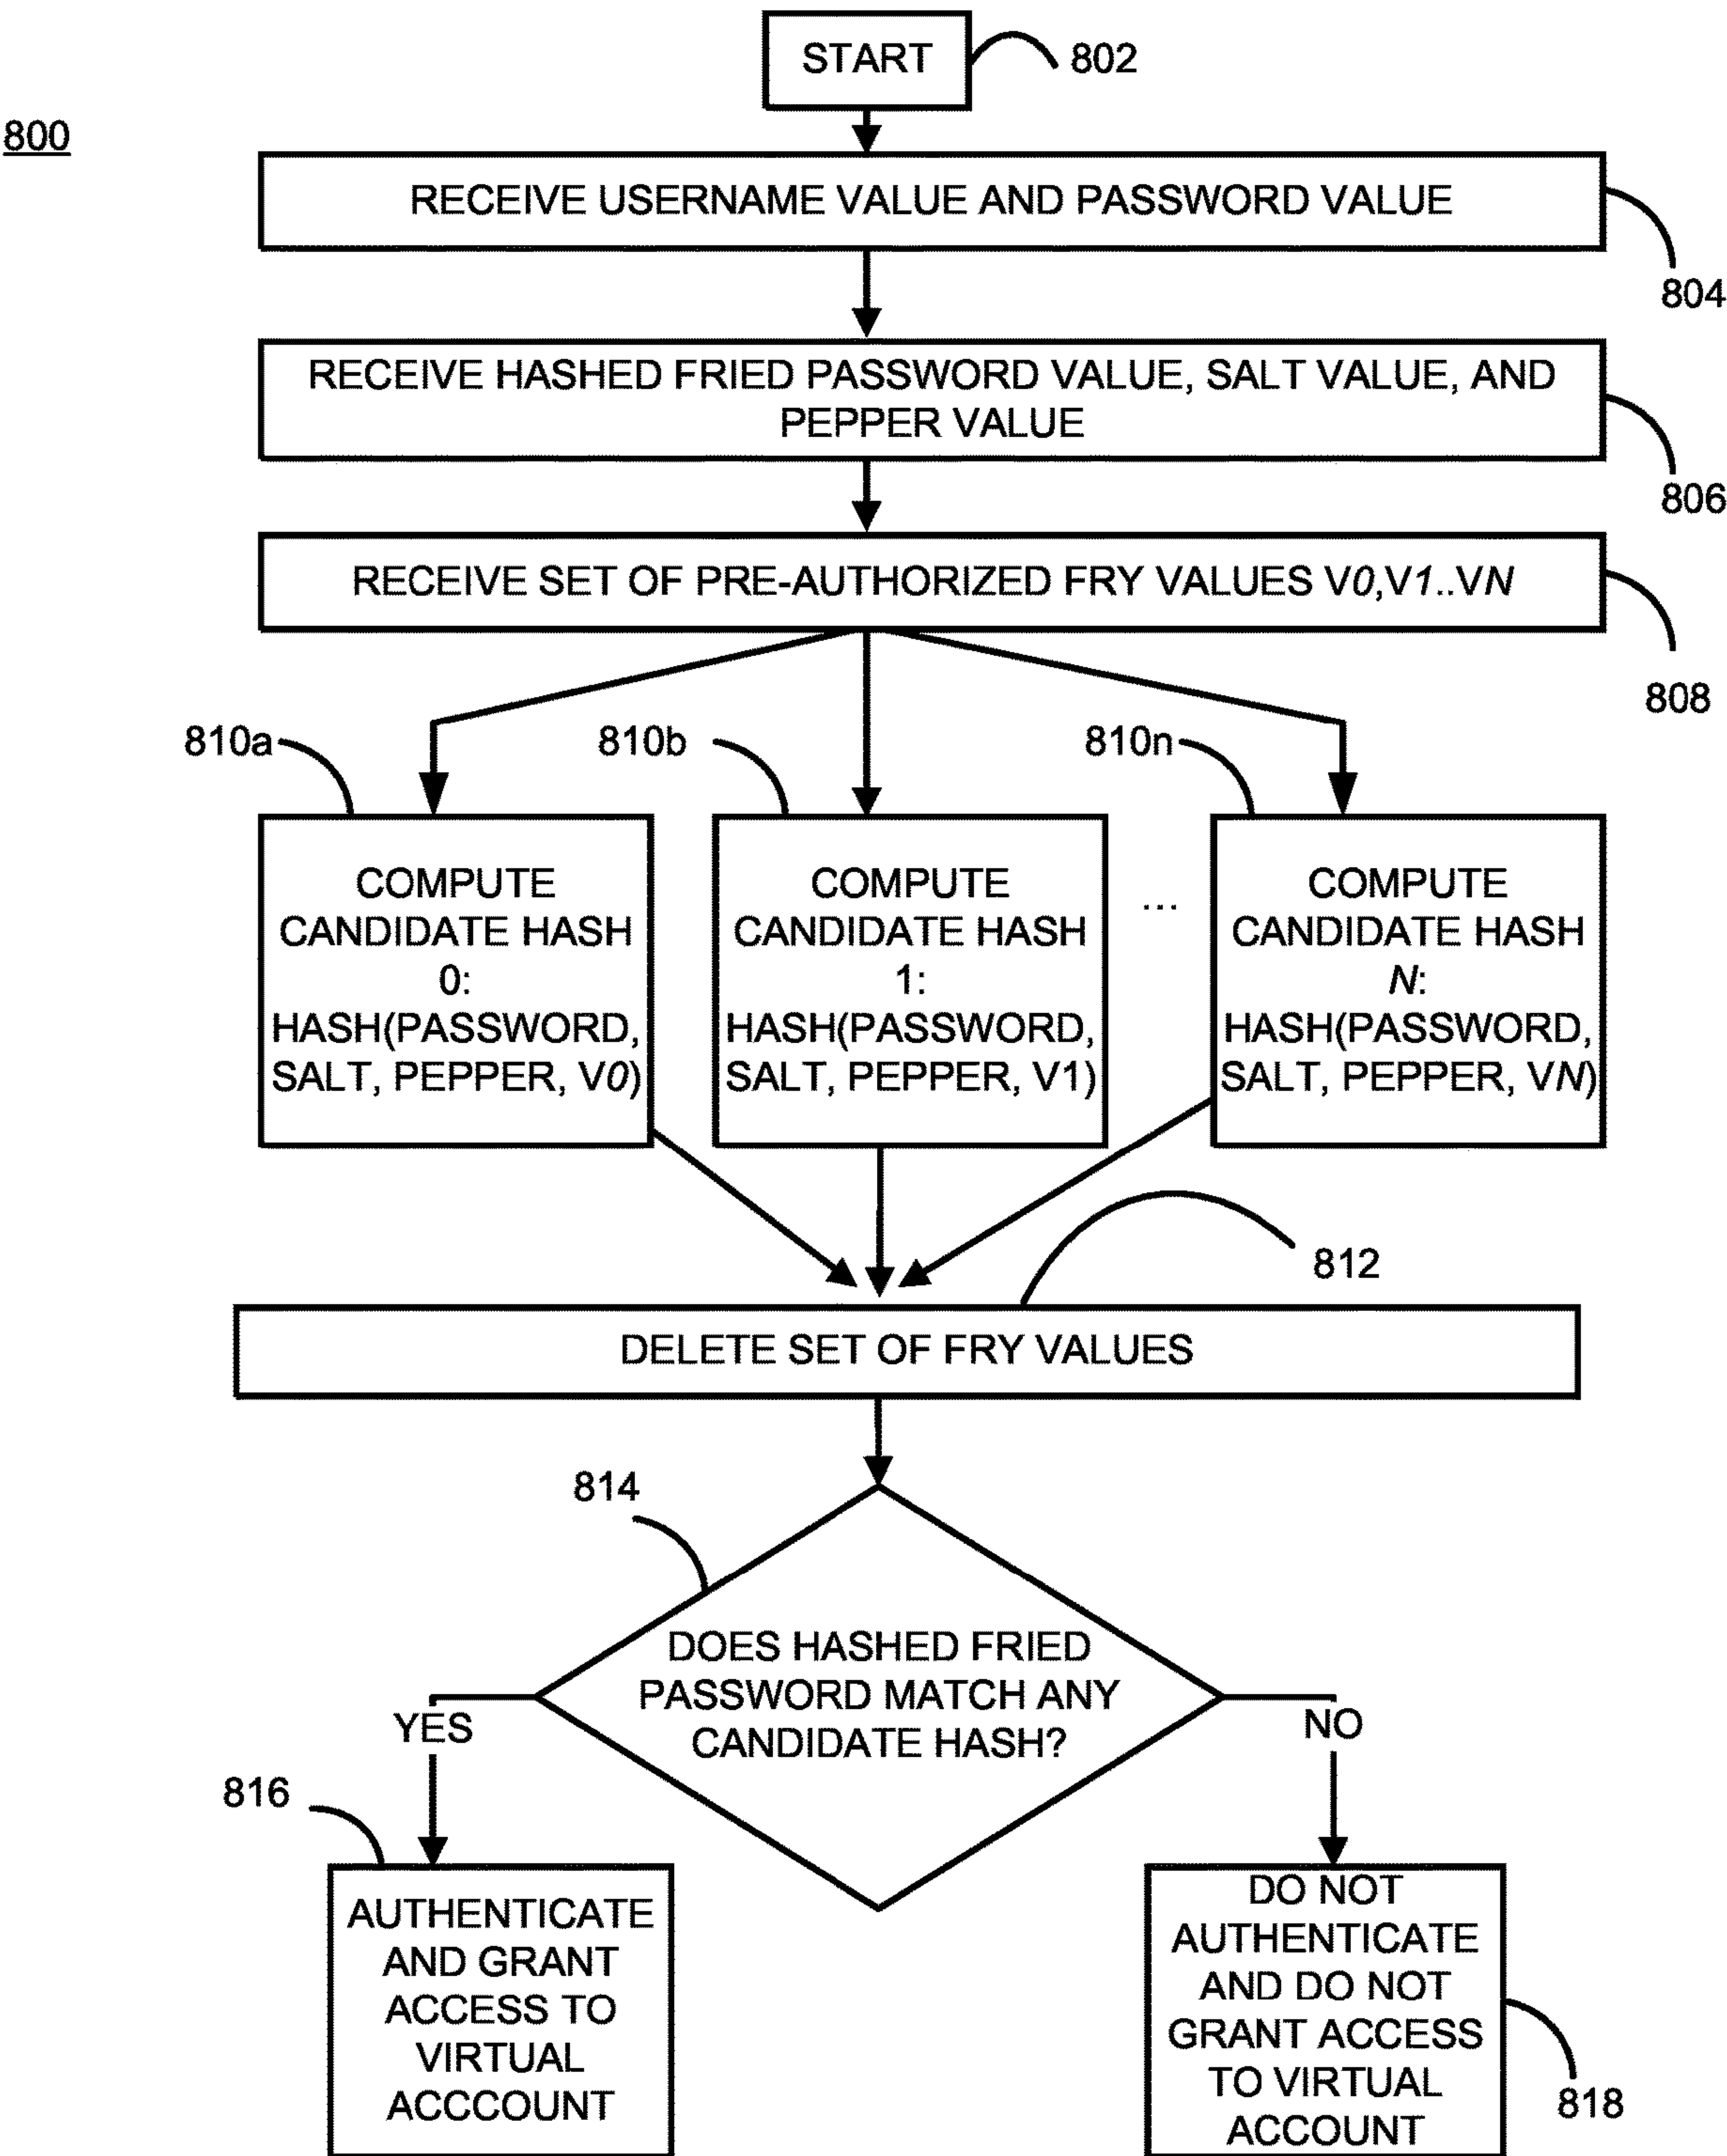 START
802
800
RECEIVE USERNAME VALUE AND PASSWORD VALUE
804
RECEIVE HASHED FRIED PASSWORD VALUE, SALT VALUE, AND
PEPPER VALUE
806
RECEIVE SET OF PRE-AUTHORIZED FRY VALUES V0,V1..VN
808
810a
810b
810n
COMPUTE
CANDIDATE HASH
0:
HASH(PASSWORD,
SALT, PEPPER, V0)
COMPUTE
CANDIDATE HASH
1:
HASH(PASSWORD,
SALT, PEPPER, V1)
...
COMPUTE
CANDIDATE HASH
N:
HASH(PASSWORD,
SALT, PEPPER, VN)
812
DELETE SET OF FRY VALUES
814
DOES HASHED FRIED
PASSWORD MATCH ANY
CANDIDATE HASH?
YES
NO
816
AUTHENTICATE
AND GRANT
ACCESS TO
VIRTUAL
ACCCOUNT
DO NOT
AUTHENTICATE
AND DO NOT
GRANT ACCESS
TO VIRTUAL
ACCOUNT
818